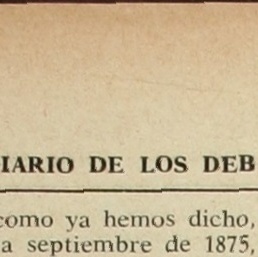 IARIO DE LOS DEB
como ya hemos dicho,
a septiembre de 1875,